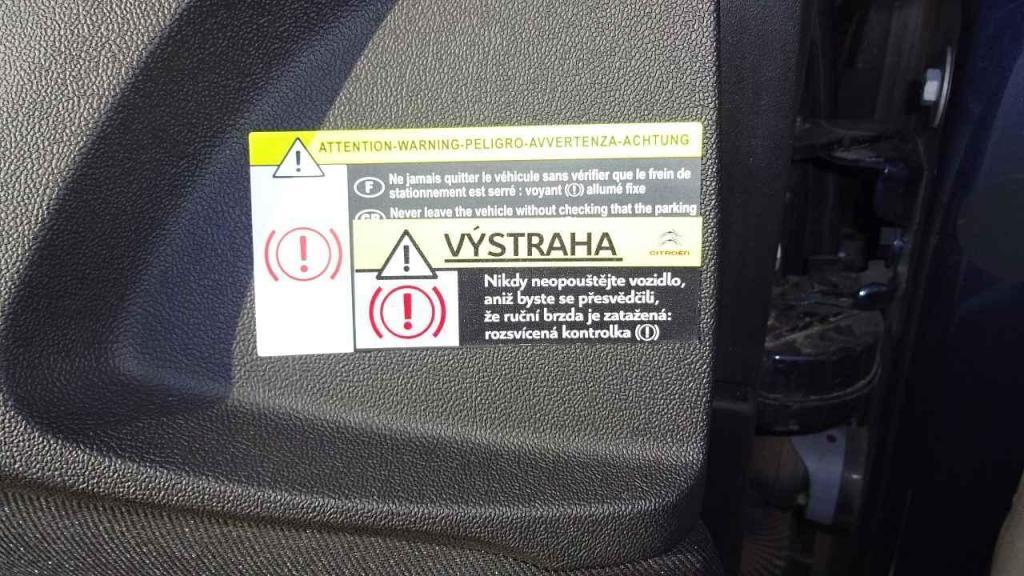 ATTENTION-WARNING-PELIGRO-AVVERTENZA-ACHTUNG
F Ne jamais quitter le véhicule sans vérifier que le frein de
stationnement est serré : voyant (!) allumé fixe
GB Never leave the vehicle without checking that the parking
VÝSTRAHA
CITROËN
Nikdy neopouštějte vozidlo,
aniž byste se přesvědčili,
že ruční brzda je zatažená:
rozsvícená kontrolka (!)